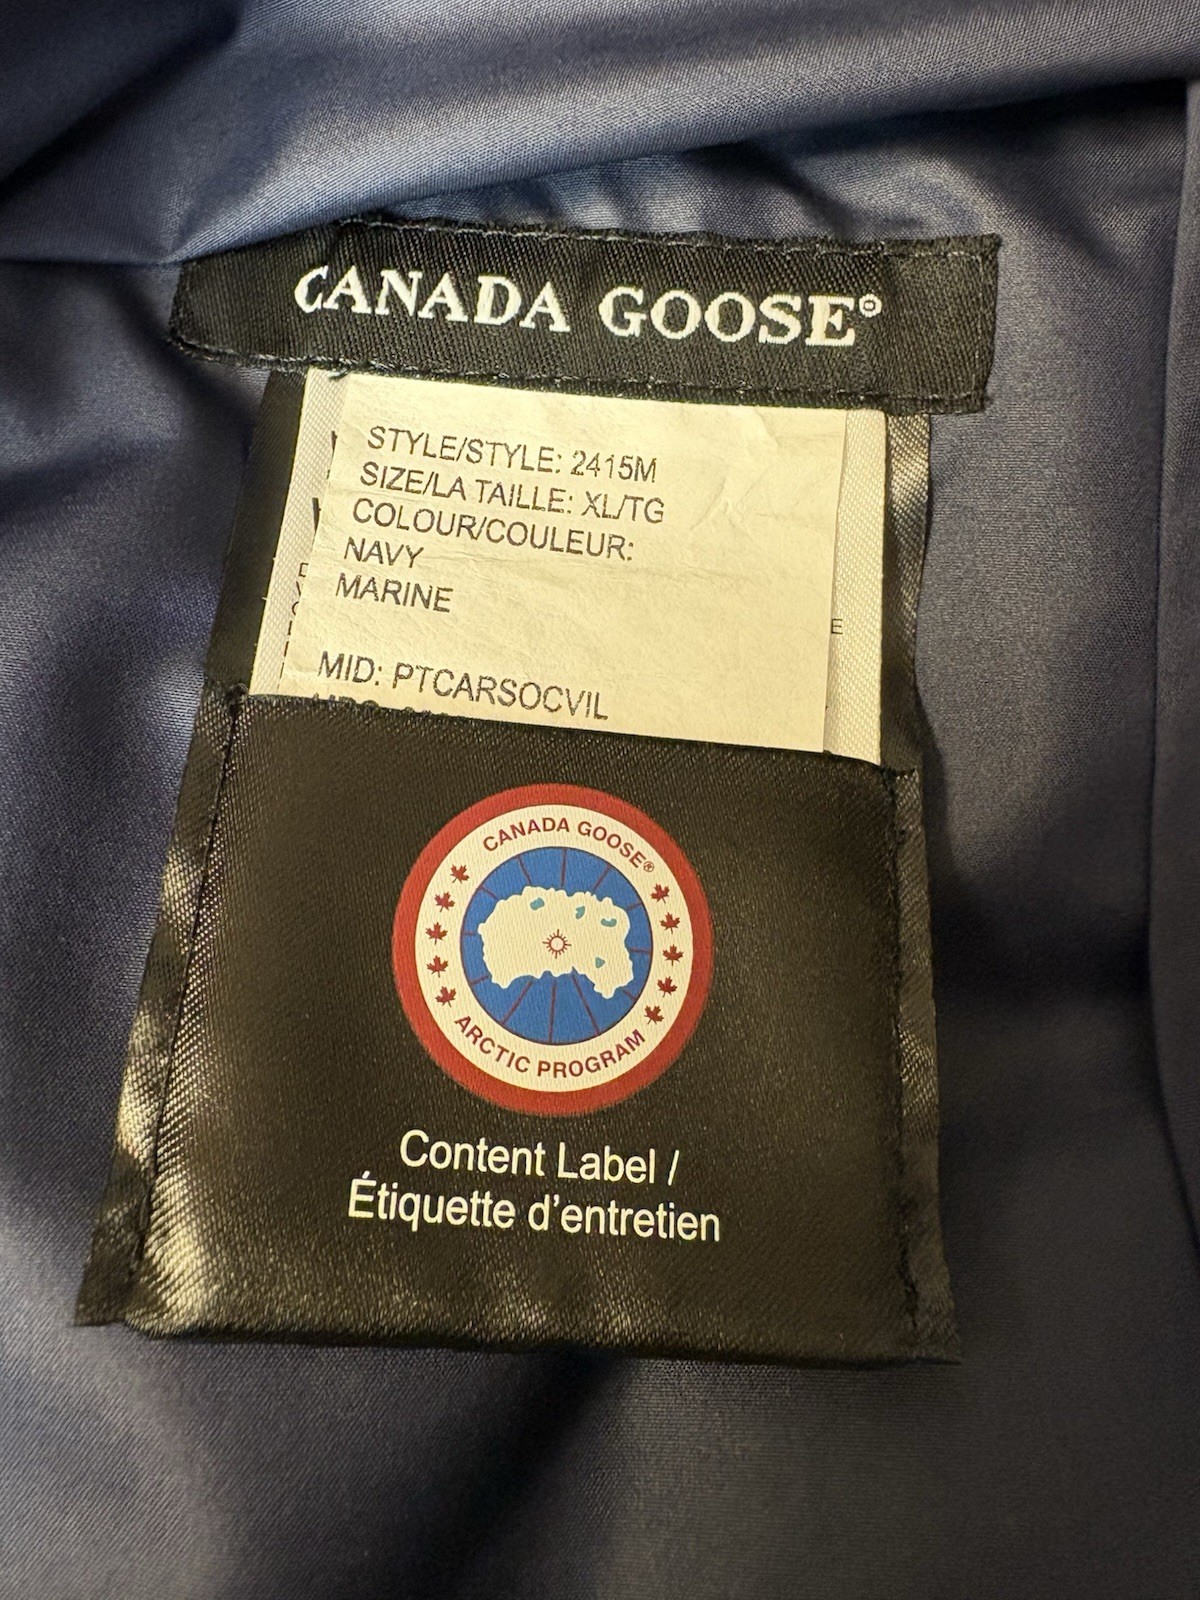 CANADA GOOSE®
STYLE/STYLE: 2415M
SIZE/LA TAILLE: XL/TG
COLOUR/COULEUR:
NAVY
MARINE
MID: PTCARSOCVIL
CANADA GOOSE®
ARCTIC PROGRAM
Content Label /
Étiquette d'entretien